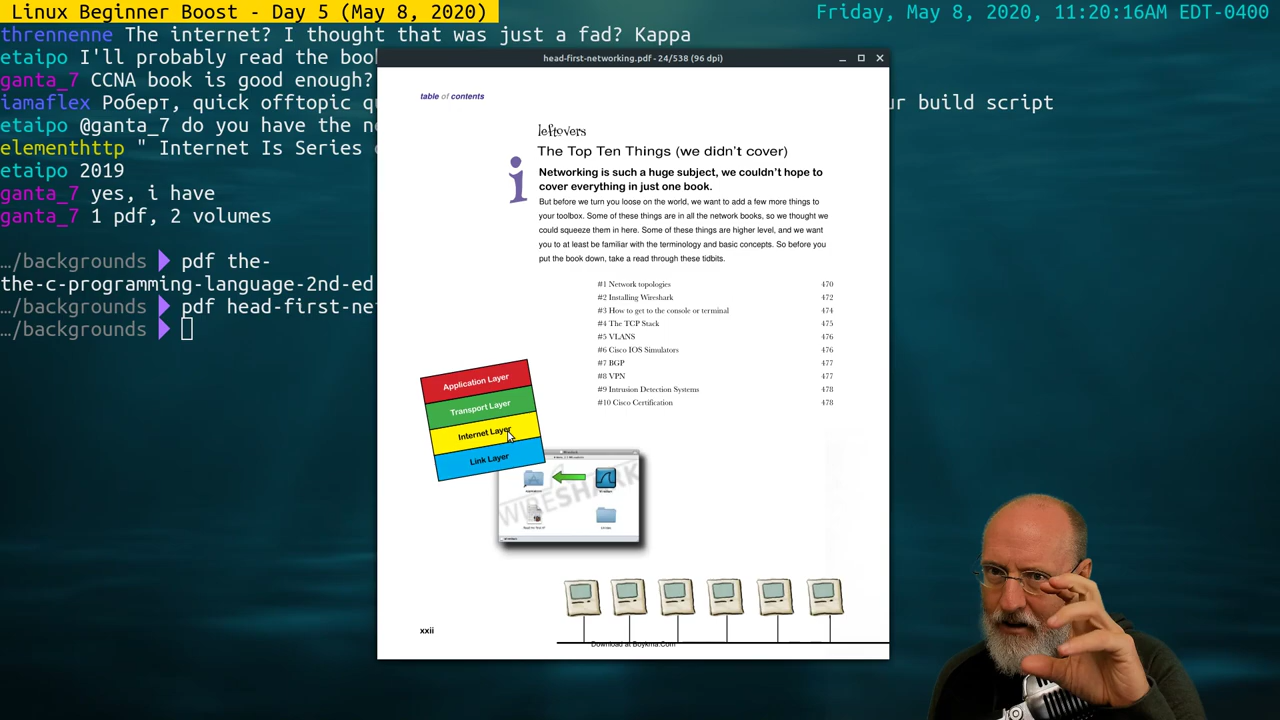 Linux Beginner Boost - Day 5 (May 8, 2020)
Friday, May 8, 2020, 11:20:16AM EDT-0400
thrennenne The internet? I thought that was just a fad? Kappa
etaipo I'll probably read the boo
ganta_7 CCNA book is good enough?
iamaflex Роберт, quick offtopic q
ur build script
etaipo @ganta_7 do you have the n
elementhttp " Internet Is Series
etaipo 2019
ganta_7 yes, i have
ganta_7 1 pdf, 2 volumes
…/backgrounds pdf the-
the-c-programming-language-2nd-ed
…/backgrounds pdf head-first-net
…/backgrounds
head-first-networking.pdf - 24/538 (96 dpi)
table of contents
leftovers
The Top Ten Things (we didn't cover)
i
Networking is such a huge subject, we couldn't hope to
cover everything in just one book.
But before we turn you loose on the world, we want to add a few more things to
your toolbox. Some of these things are in all the network books, so we thought we
could squeeze them in here. Some of these things are higher level, and we want
you to at least be familiar with the terminology and basic concepts. So before you
put the book down, take a read through these tidbits.
#1 Network topologies 470
#2 Installing Wireshark 472
#3 How to get to the console or terminal 474
#4 The TCP Stack 475
#5 VLANS 476
#6 Cisco IOS Simulators 476
#7 BGP 477
#8 VPN 477
#9 Intrusion Detection Systems 478
#10 Cisco Certification 478
Application Layer
Transport Layer
Internet Layer
Link Layer
WIRESHARK
xxii
Download at Boykma.Com